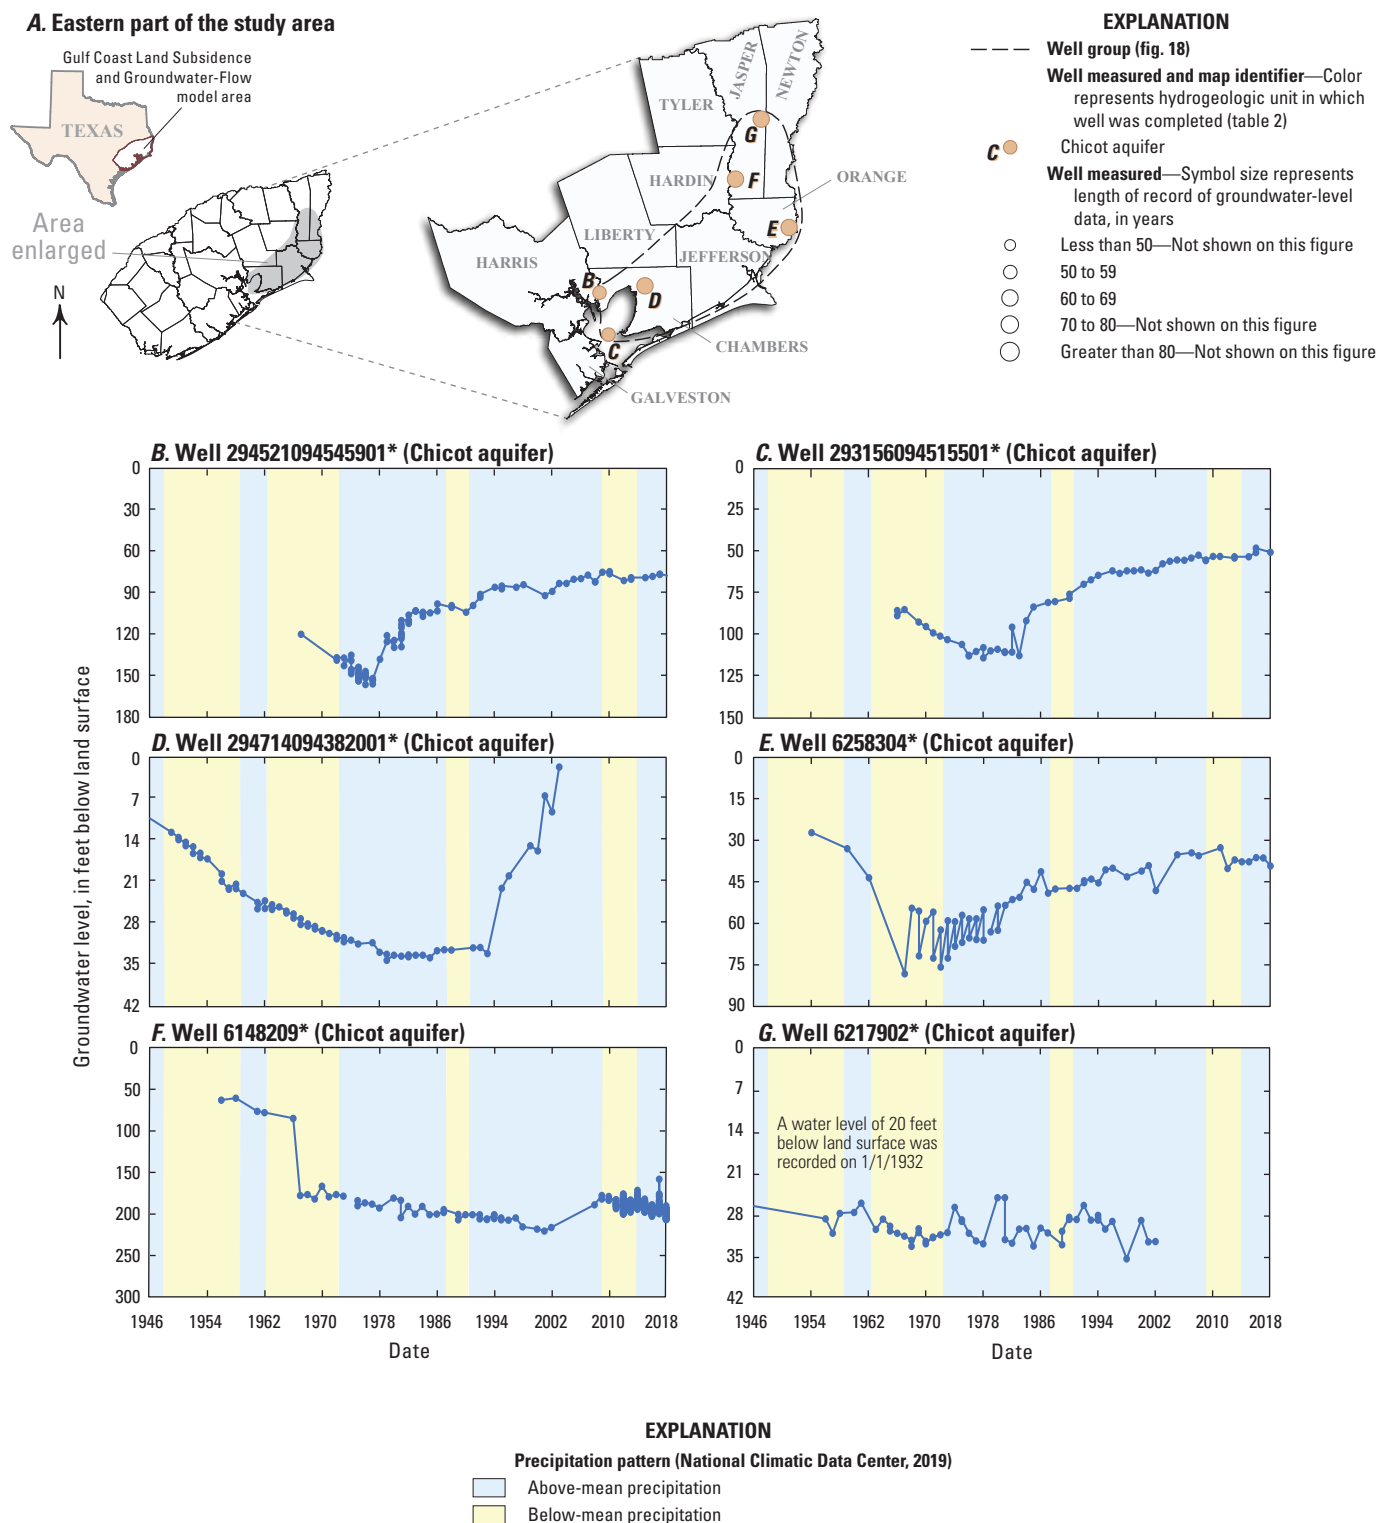 A. Eastern part of the study area
Gulf Coast Land Subsidence
and Groundwater-Flow
model area
TEXAS
Area
enlarged
N
TYLER
JASPER
NEWTON
HARDIN
ORANGE
LIBERTY
JEFFERSON
HARRIS
CHAMBERS
GALVESTON
G
F
E
B
D
C
EXPLANATION
Well group (fig. 18)
Well measured and map identifier—Color
represents hydrogeologic unit in which
well was completed (table 2)
C Chicot aquifer
Well measured—Symbol size represents
length of record of groundwater-level
data, in years
Less than 50—Not shown on this figure
50 to 59
60 to 69
70 to 80—Not shown on this figure
Greater than 80—Not shown on this figure
Groundwater level, in feet below land surface
B. Well 294521094545901* (Chicot aquifer)
0
30
60
90
120
150
180
C. Well 293156094515501* (Chicot aquifer)
0
25
50
75
100
125
150
D. Well 294714094382001* (Chicot aquifer)
0
7
14
21
28
35
42
E. Well 6258304* (Chicot aquifer)
0
15
30
45
60
75
90
F. Well 6148209* (Chicot aquifer)
0
50
100
150
200
250
300
1946 1954 1962 1970 1978 1986 1994 2002 2010 2018
Date
G. Well 6217902* (Chicot aquifer)
0
7
14
21
28
35
42
A water level of 20 feet
below land surface was
recorded on 1/1/1932
1946 1954 1962 1970 1978 1986 1994 2002 2010 2018
Date
EXPLANATION
Precipitation pattern (National Climatic Data Center, 2019)
Above-mean precipitation
Below-mean precipitation